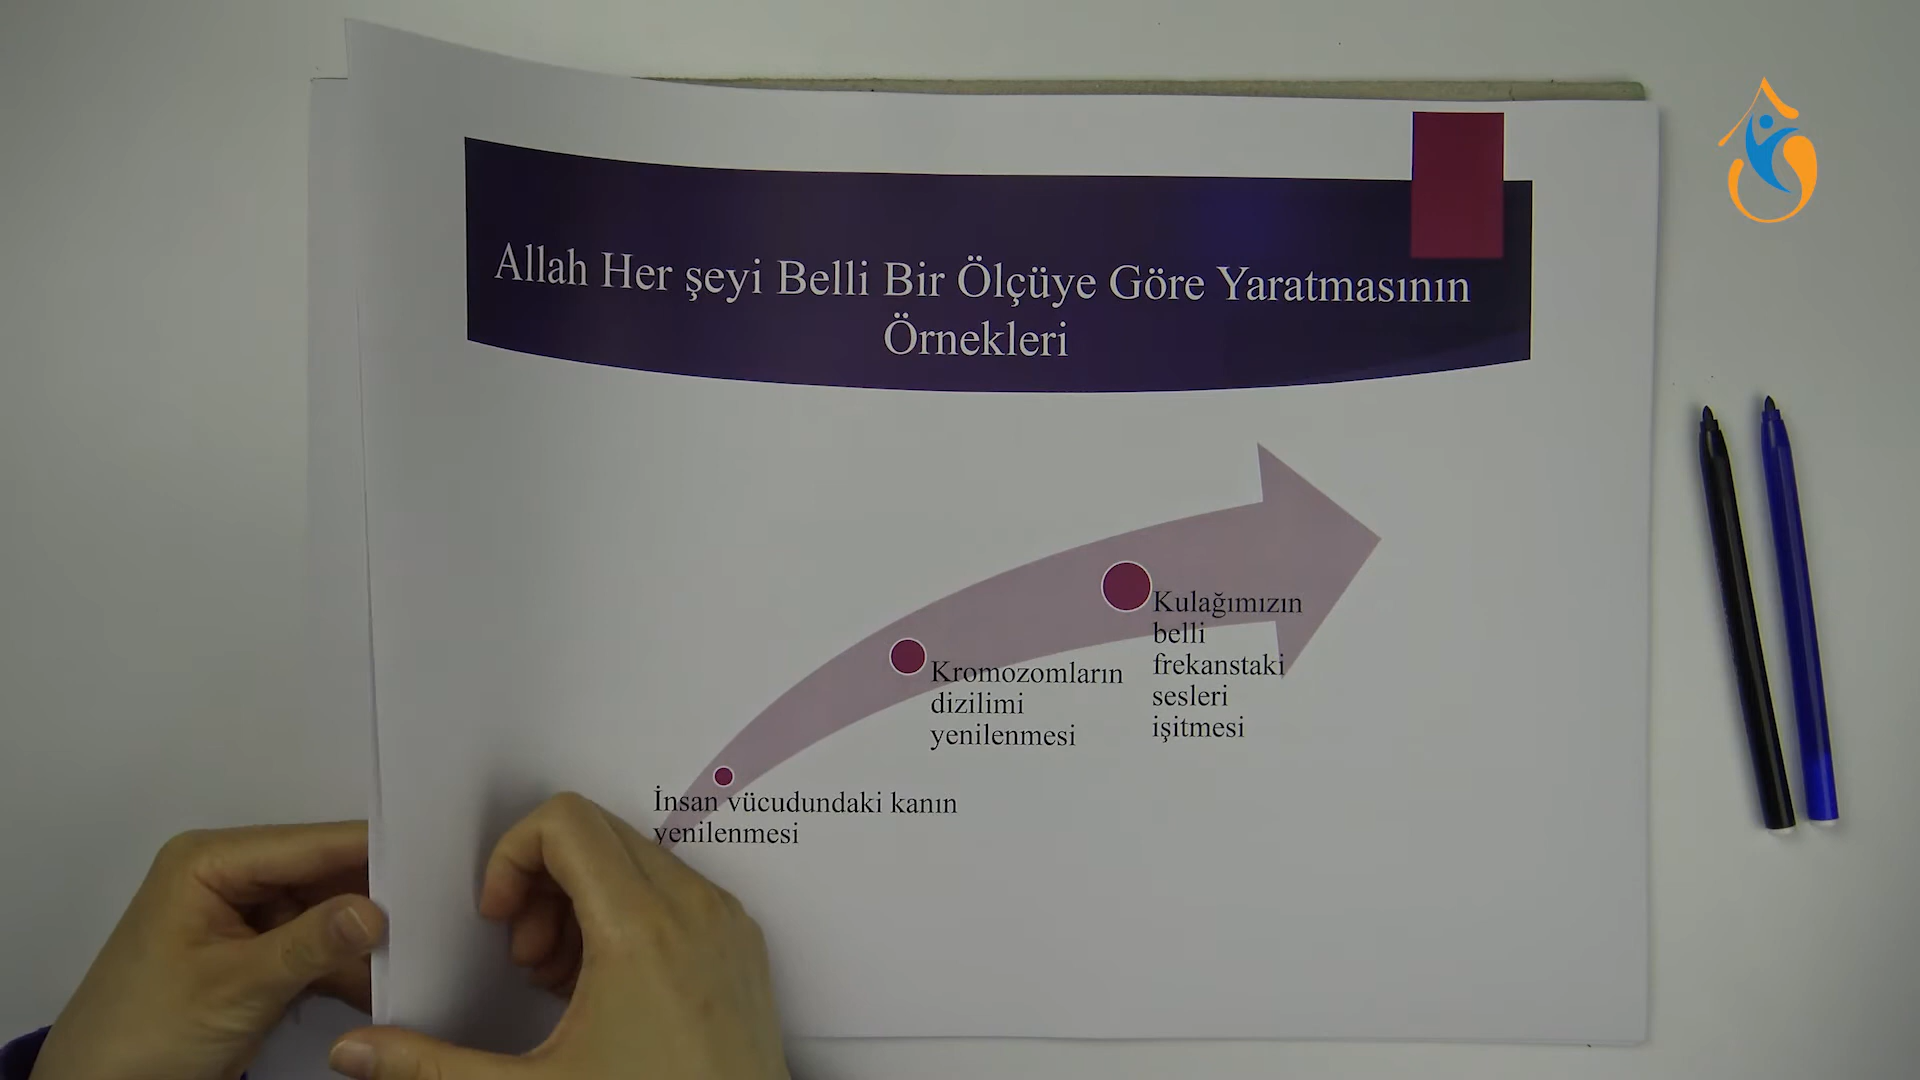 Allah Her şeyi Belli Bir Ölçüye Göre Yaratmasının
Örnekleri
Kulağımızın
belli
frekanstaki
sesleri
işitmesi
Kromozomların
dizilimi
yenilenmesi
İnsan vücudundaki kanın
yenilenmesi